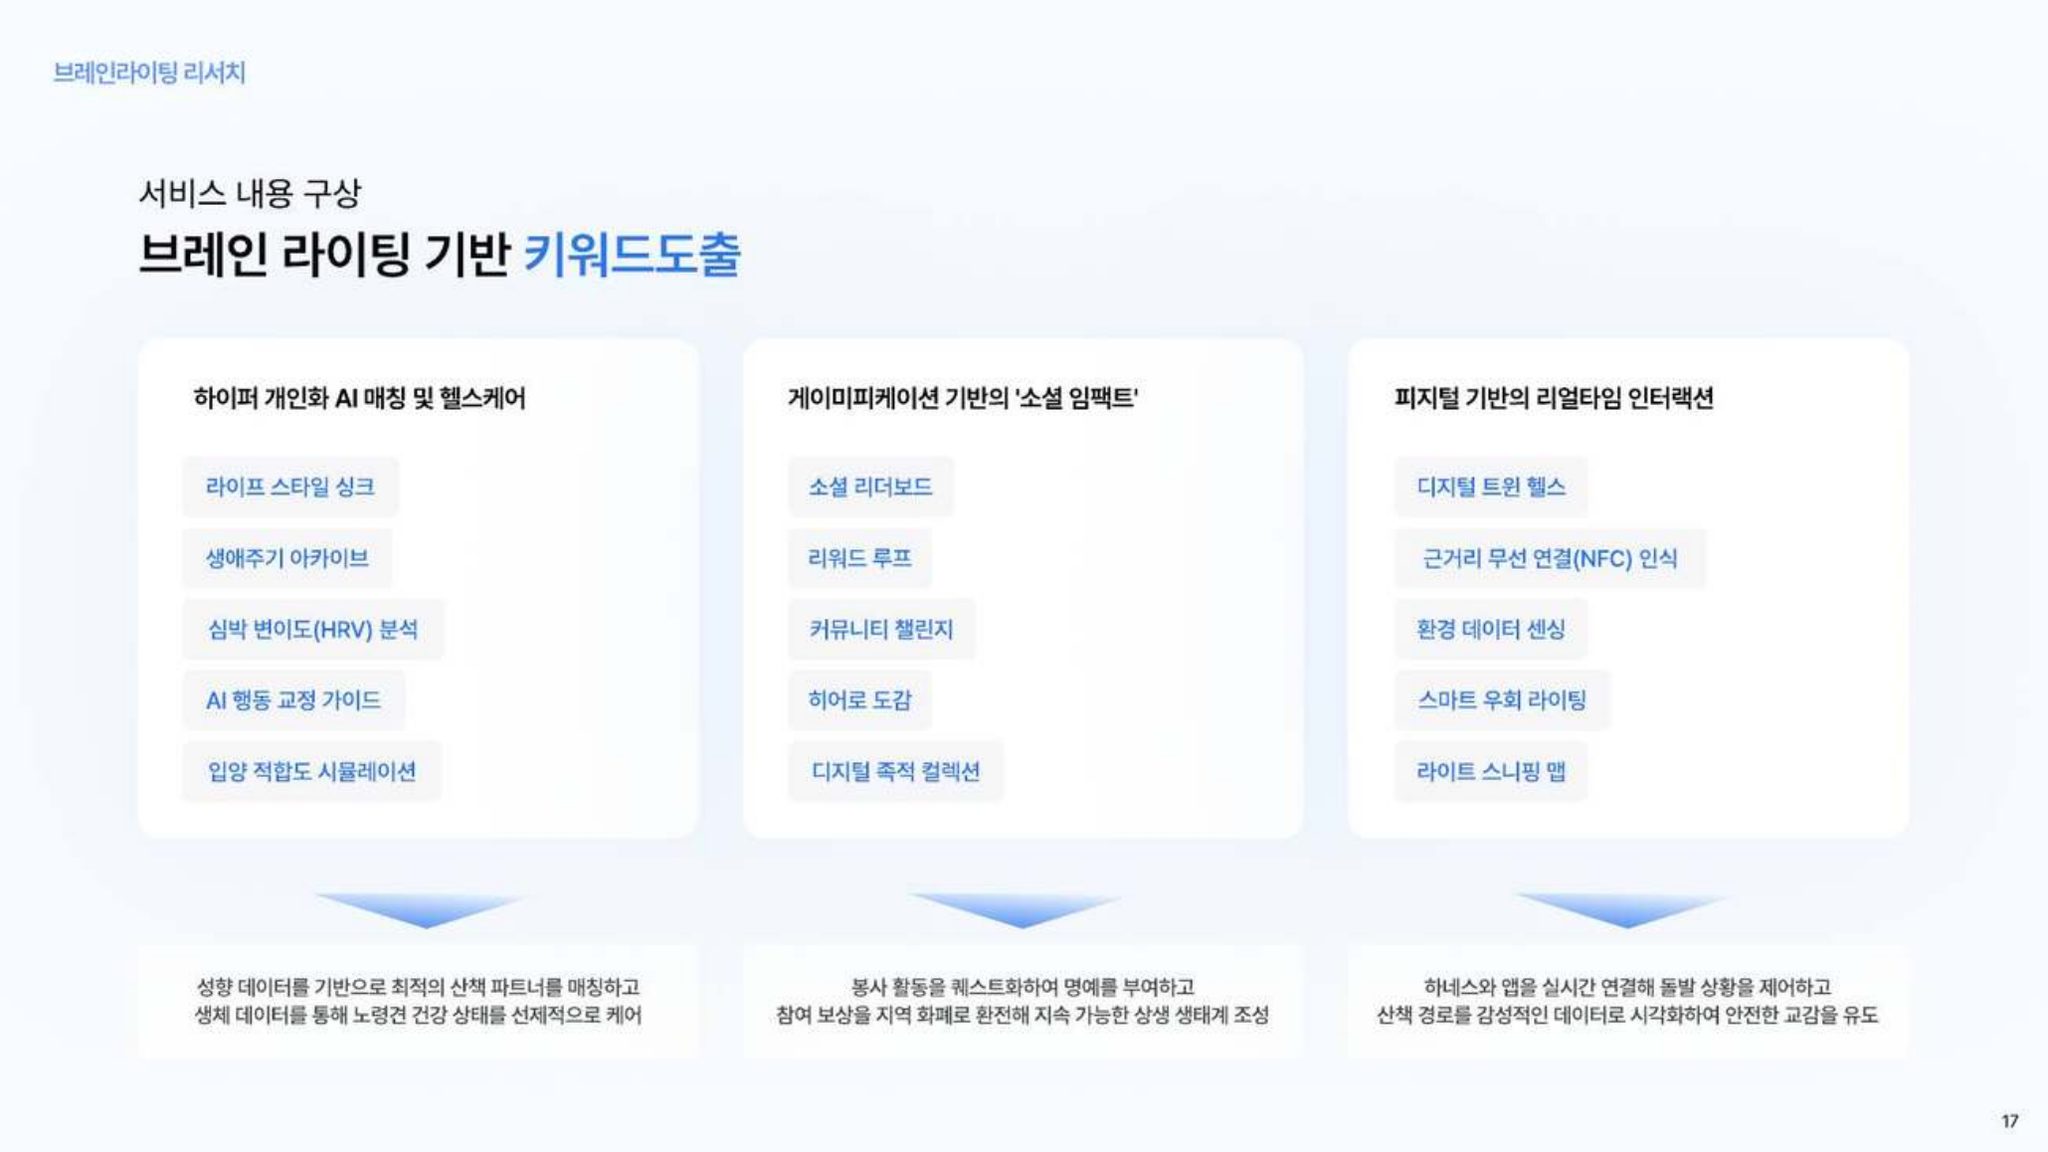 브레인라이팅 리서치
서비스 내용 구상
브레인 라이팅 기반 키워드도출
하이퍼 개인화 AI 매칭 및 헬스케어
라이프 스타일 싱크
생애주기 아카이브
심박 변이도(HRV) 분석
AI 행동 교정 가이드
입양 적합도 시뮬레이션
성향 데이터를 기반으로 최적의 산책 파트너를 매칭하고
생체 데이터를 통해 노령견 건강 상태를 선제적으로 케어
게이미피케이션 기반의 '소셜 임팩트'
소셜 리더보드
리워드 루프
커뮤니티 챌린지
히어로 도감
디지털 족적 컬렉션
봉사 활동을 퀘스트화하여 명예를 부여하고
참여 보상을 지역 화폐로 환전해 지속 가능한 상생 생태계 조성
피지털 기반의 리얼타임 인터랙션
디지털 트윈 헬스
근거리 무선 연결(NFC) 인식
환경 데이터 센싱
스마트 우회 라이팅
라이트 스니핑 맵
하네스와 앱을 실시간 연결해 돌발 상황을 제어하고
산책 경로를 감성적인 데이터로 시각화하여 안전한 교감을 유도
17